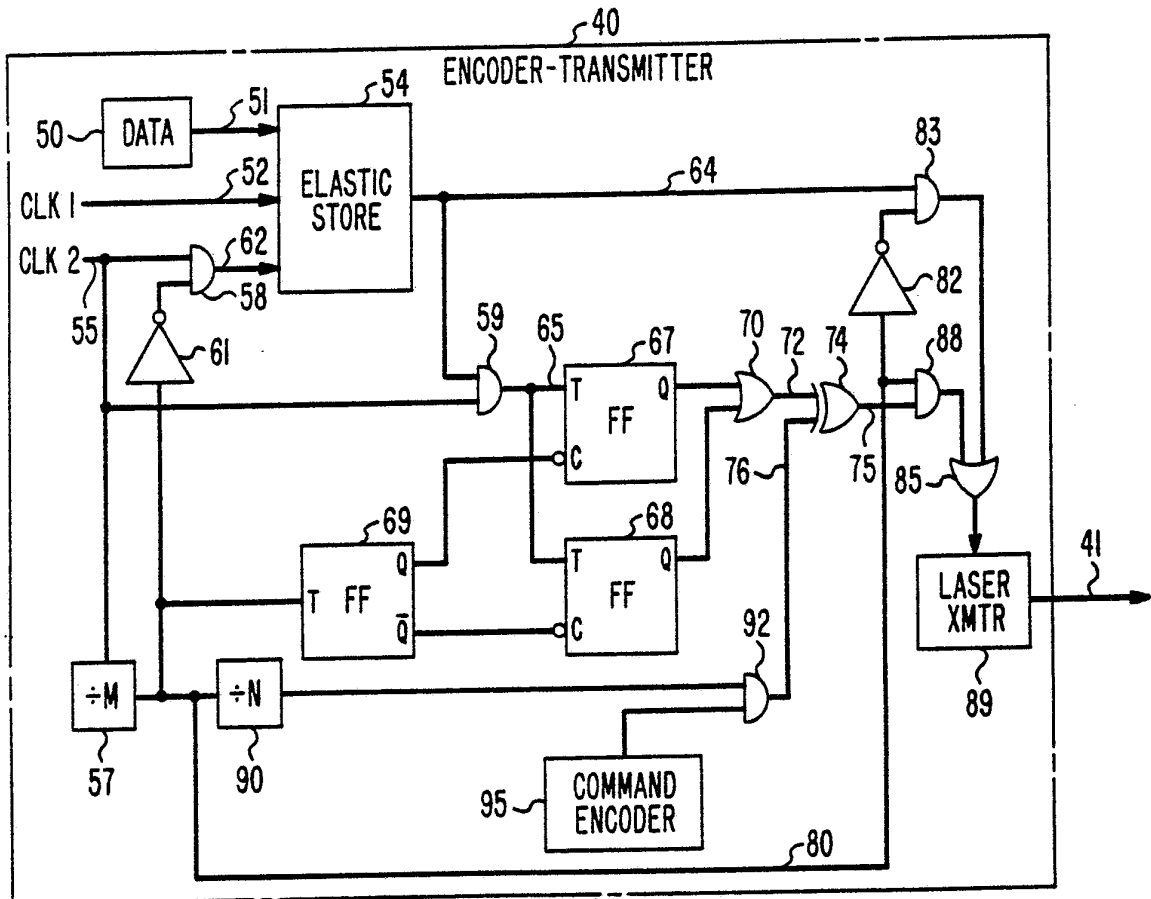 40
ENCODER-TRANSMITTER
50
DATA
51
54
CLK 1
52
ELASTIC
STORE
64
83
CLK 2
62
58
55
61
82
59
65
67
T
Q
FF
C
70
72
74
88
75
76
85
69
68
T
FF
Q
Q̅
T
Q
FF
C
92
LASER
XMTR
41
89
÷M
57
÷N
90
95
COMMAND
ENCODER
80